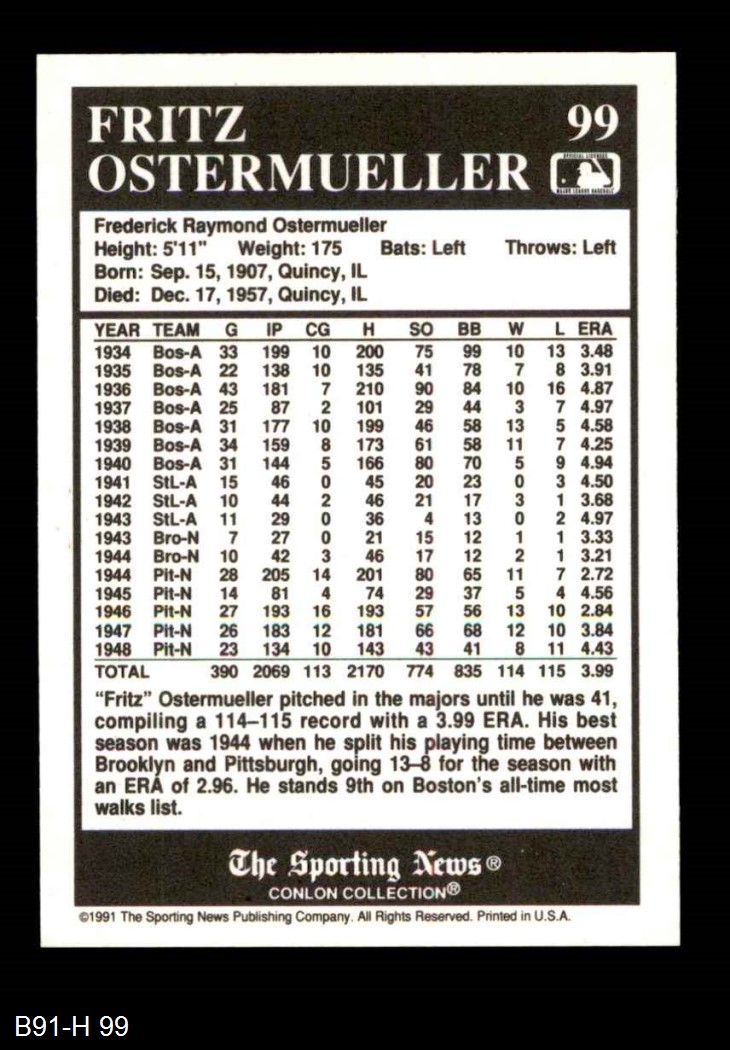 FRITZ 99
OSTERMUELLER
OFFICIAL LICENSEE
MAJOR LEAGUE BASEBALL
Frederick Raymond Ostermueller
Height: 5'11" Weight: 175 Bats: Left Throws: Left
Born: Sep. 15, 1907, Quincy, IL
Died: Dec. 17, 1957, Quincy, IL
YEAR TEAM G IP CG H SO BB W L ERA
1934 Bos-A 33 199 10 200 75 99 10 13 3.48
1935 Bos-A 22 138 10 135 41 78 7 8 3.91
1936 Bos-A 43 181 7 210 90 84 10 16 4.87
1937 Bos-A 25 87 2 101 29 44 3 7 4.97
1938 Bos-A 31 177 10 199 46 58 13 5 4.58
1939 Bos-A 34 159 8 173 61 58 11 7 4.25
1940 Bos-A 31 144 5 166 80 70 5 9 4.94
1941 StL-A 15 46 0 45 20 23 0 3 4.50
1942 StL-A 10 44 2 46 21 17 3 1 3.68
1943 StL-A 11 29 0 36 4 13 0 2 4.97
1943 Bro-N 7 27 0 21 15 12 1 1 3.33
1944 Bro-N 10 42 3 46 17 12 2 1 3.21
1944 Pit-N 28 205 14 201 80 65 11 7 2.72
1945 Pit-N 14 81 4 74 29 37 5 4 4.56
1946 Pit-N 27 193 16 193 57 56 13 10 2.84
1947 Pit-N 26 183 12 181 66 68 12 10 3.84
1948 Pit-N 23 134 10 143 43 41 8 11 4.43
TOTAL 390 2069 113 2170 774 835 114 115 3.99
"Fritz" Ostermueller pitched in the majors until he was 41,
compiling a 114–115 record with a 3.99 ERA. His best
season was 1944 when he split his playing time between
Brooklyn and Pittsburgh, going 13–8 for the season with
an ERA of 2.96. He stands 9th on Boston's all-time most
walks list.
The Sporting News®
CONLON COLLECTION®
©1991 The Sporting News Publishing Company. All Rights Reserved. Printed in U.S.A.
B91-H 99